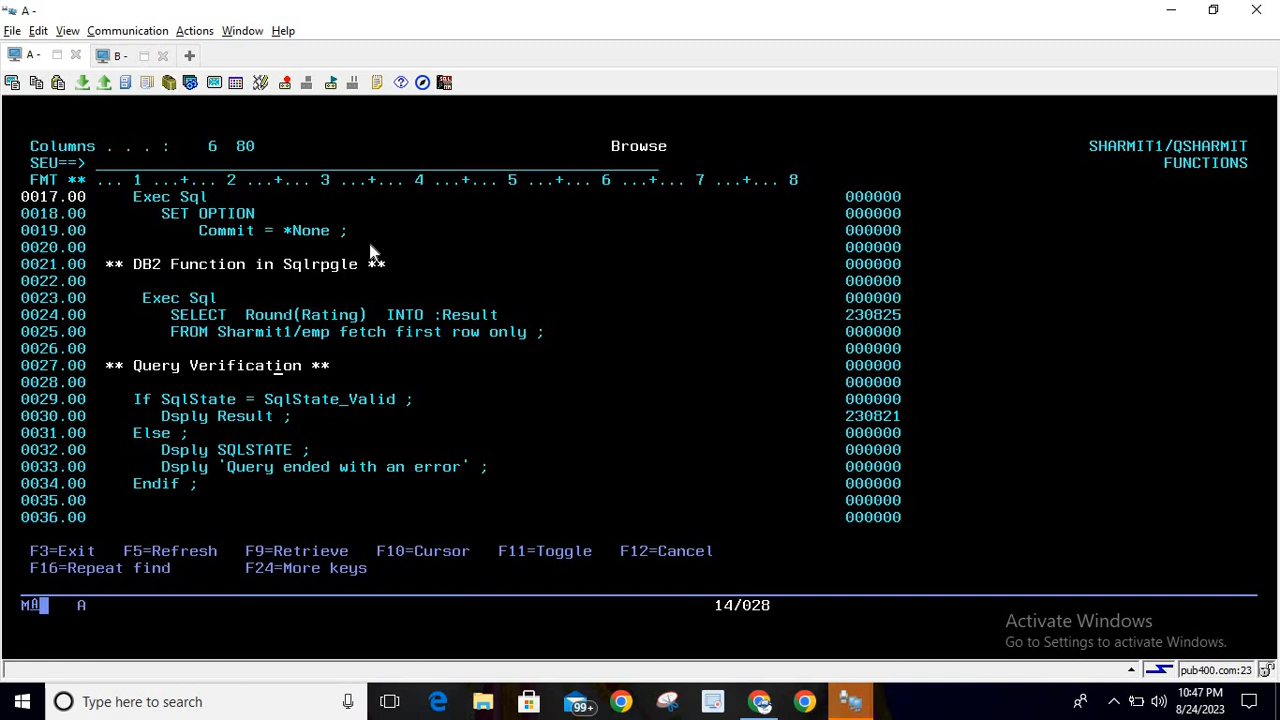 A -
File Edit View Communication Actions Window Help
A - B -
Columns . . . : 6 80 Browse SHARMIT1/QSHARMIT
SEU==> FUNCTIONS
FMT ** ... 1 ...+... 2 ...+... 3 ...+... 4 ...+... 5 ...+... 6 ...+... 7 ...+... 8
0017.00 Exec Sql 000000
0018.00 SET OPTION 000000
0019.00 Commit = *None ; 000000
0020.00 000000
0021.00 ** DB2 Function in Sqlrpgle ** 000000
0022.00 000000
0023.00 Exec Sql 000000
0024.00 SELECT Round(Rating) INTO :Result 230825
0025.00 FROM Sharmit1/emp fetch first row only ; 000000
0026.00 000000
0027.00 ** Query Verification ** 000000
0028.00 000000
0029.00 If SqlState = SqlState_Valid ; 000000
0030.00 Dsply Result ; 230821
0031.00 Else ; 000000
0032.00 Dsply SQLSTATE ; 000000
0033.00 Dsply 'Query ended with an error' ; 000000
0034.00 Endif ; 000000
0035.00 000000
0036.00 000000
F3=Exit F5=Refresh F9=Retrieve F10=Cursor F11=Toggle F12=Cancel
F16=Repeat find F24=More keys
MA A 14/028
Activate Windows
Go to Settings to activate Windows.
pub400.com:23
Type here to search
99+
10:47 PM
8/24/2023